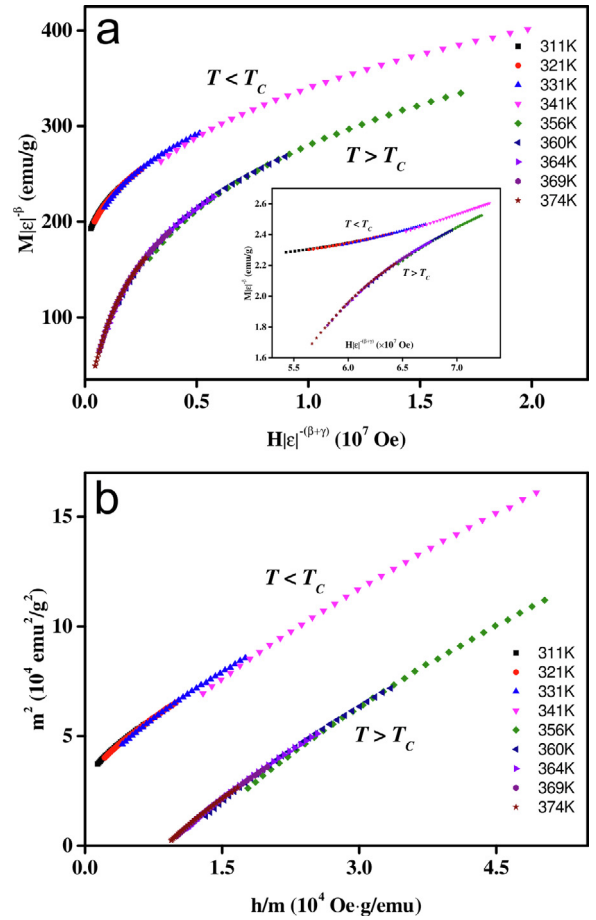 a
400
300
200
100
M|ε|^-β (emu/g)
T < T_C
T > T_C
311K
321K
331K
341K
356K
360K
364K
369K
374K
2.6
2.4
2.2
2.0
1.8
1.6
M|ε|^-β (emu/g)
T < T_C
T > T_C
H|ε|^-(β+γ) (×10^7 Oe)
5.5 6.0 6.5 7.0
0.0 0.5 1.0 1.5 2.0
H|ε|^-(β+γ) (10^7 Oe)
b
15
10
5
0
m^2 (10^4 emu^2/g^2)
T < T_C
T > T_C
311K
321K
331K
341K
356K
360K
364K
369K
374K
0.0 1.5 3.0 4.5
h/m (10^4 Oe·g/emu)